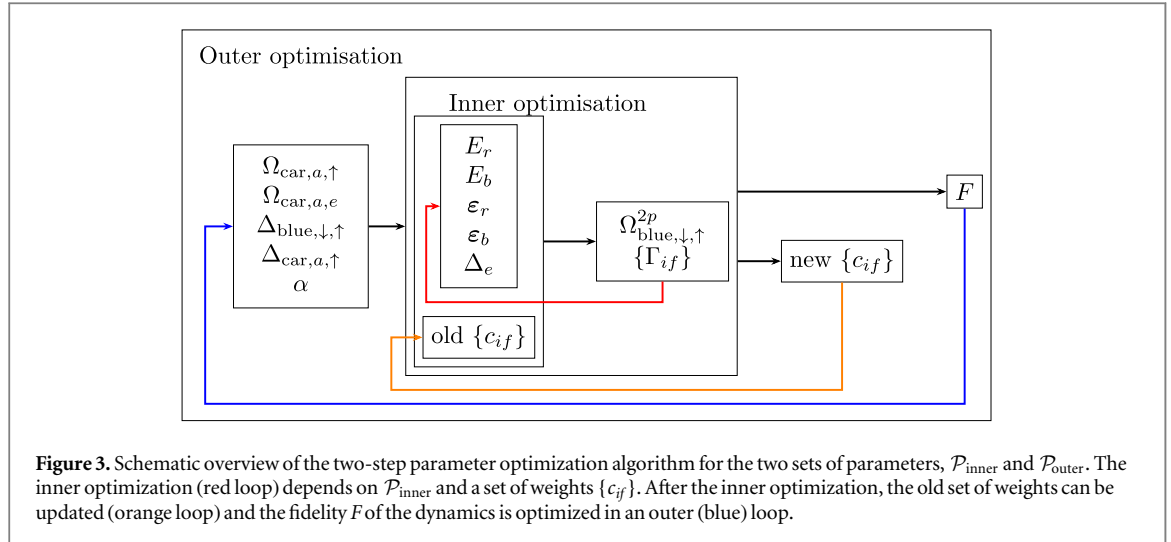 Outer optimisation
Inner optimisation
Ω_car,a,↑
Ω_car,a,e
Δ_blue,↓,↑
Δ_car,a,↑
α
E_r
E_b
ε_r
ε_b
Δ_e
old {c_if}
Ω^2p_blue,↓,↑
{Γ_if}
new {c_if}
F
Figure 3. Schematic overview of the two-step parameter optimization algorithm for the two sets of parameters, 𝒫_inner and 𝒫_outer. The
inner optimization (red loop) depends on 𝒫_inner and a set of weights {c_if}. After the inner optimization, the old set of weights can be
updated (orange loop) and the fidelity F of the dynamics is optimized in an outer (blue) loop.